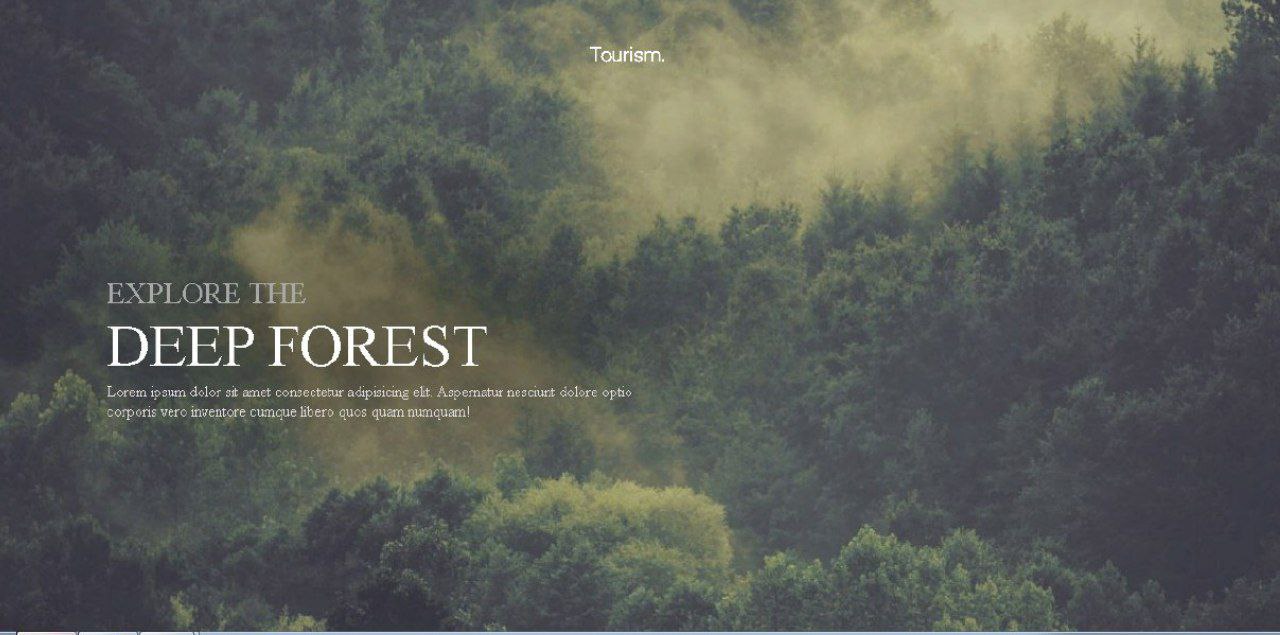 Tourism.
EXPLORE THE
DEEP FOREST
Lorem ipsum dolor sit amet consectetur adipisicing elit. Aspernatur nesciunt dolore optio
corporis vero inventore cumque libero quos quam numquam!